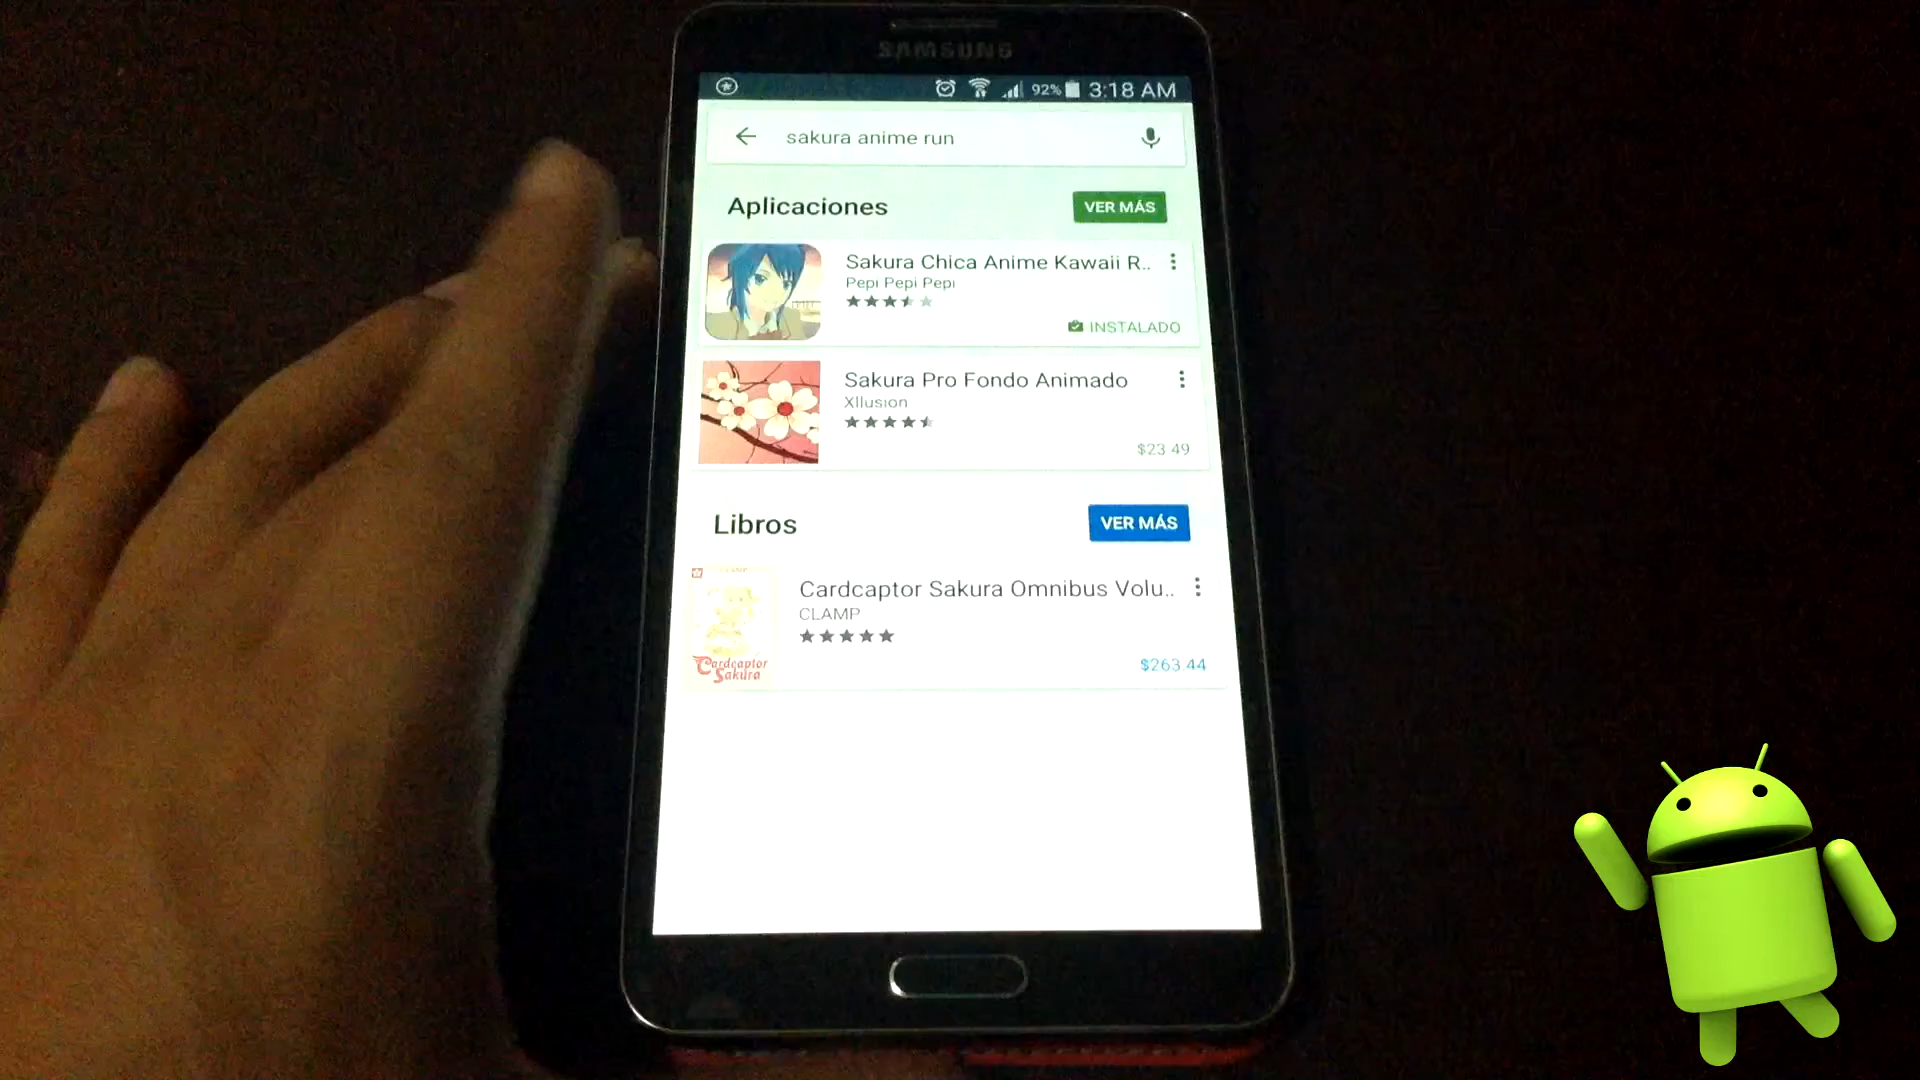 SAMSUNG
92% 3:18 AM
sakura anime run
Aplicaciones
VER MÁS
Sakura Chica Anime Kawaii R..
Pepi Pepi Pepi
INSTALADO
Sakura Pro Fondo Animado
Xllusion
$23.49
Libros
VER MÁS
Cardcaptor Sakura Omnibus Volu..
CLAMP
Cardcaptor
Sakura
$263.44